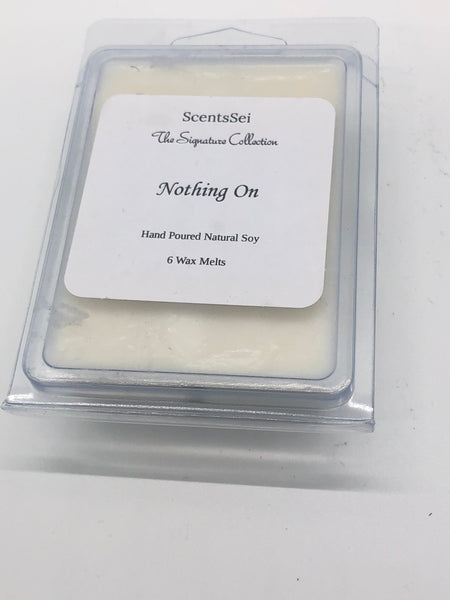 ScentsSei
The Signature Collection
Nothing On
Hand Poured Natural Soy
6 Wax Melts